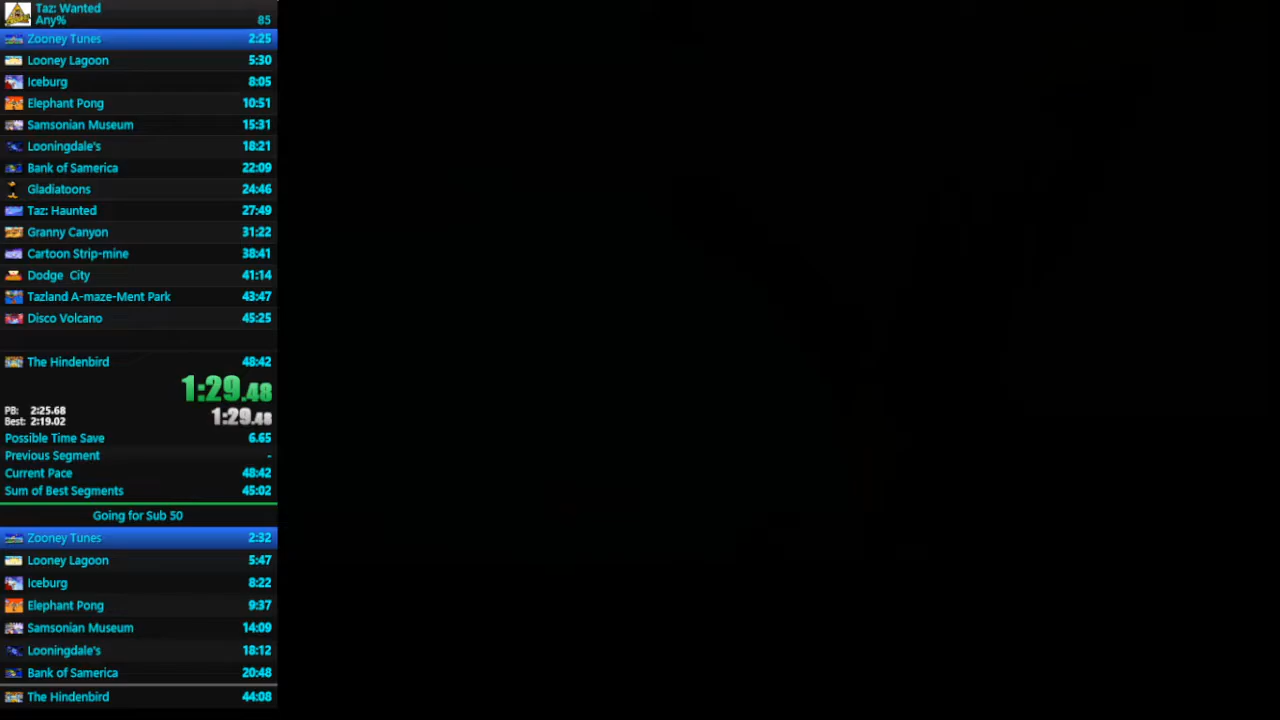 Taz: Wanted
Any% 85
Zooney Tunes 2:25
Looney Lagoon 5:30
Iceburg 8:05
Elephant Pong 10:51
Samsonian Museum 15:31
Looningdale's 18:21
Bank of Samerica 22:09
Gladiatoons 24:46
Taz: Haunted 27:49
Granny Canyon 31:22
Cartoon Strip-mine 38:41
Dodge City 41:14
Tazland A-maze-Ment Park 43:47
Disco Volcano 45:25
The Hindenbird 48:42
1:29.48
PB: 2:25.68
Best: 2:19.02
1:29.48
Possible Time Save 6.65
Previous Segment -
Current Pace 48:42
Sum of Best Segments 45:02
Going for Sub 50
Zooney Tunes 2:32
Looney Lagoon 5:47
Iceburg 8:22
Elephant Pong 9:37
Samsonian Museum 14:09
Looningdale's 18:12
Bank of Samerica 20:48
The Hindenbird 44:08